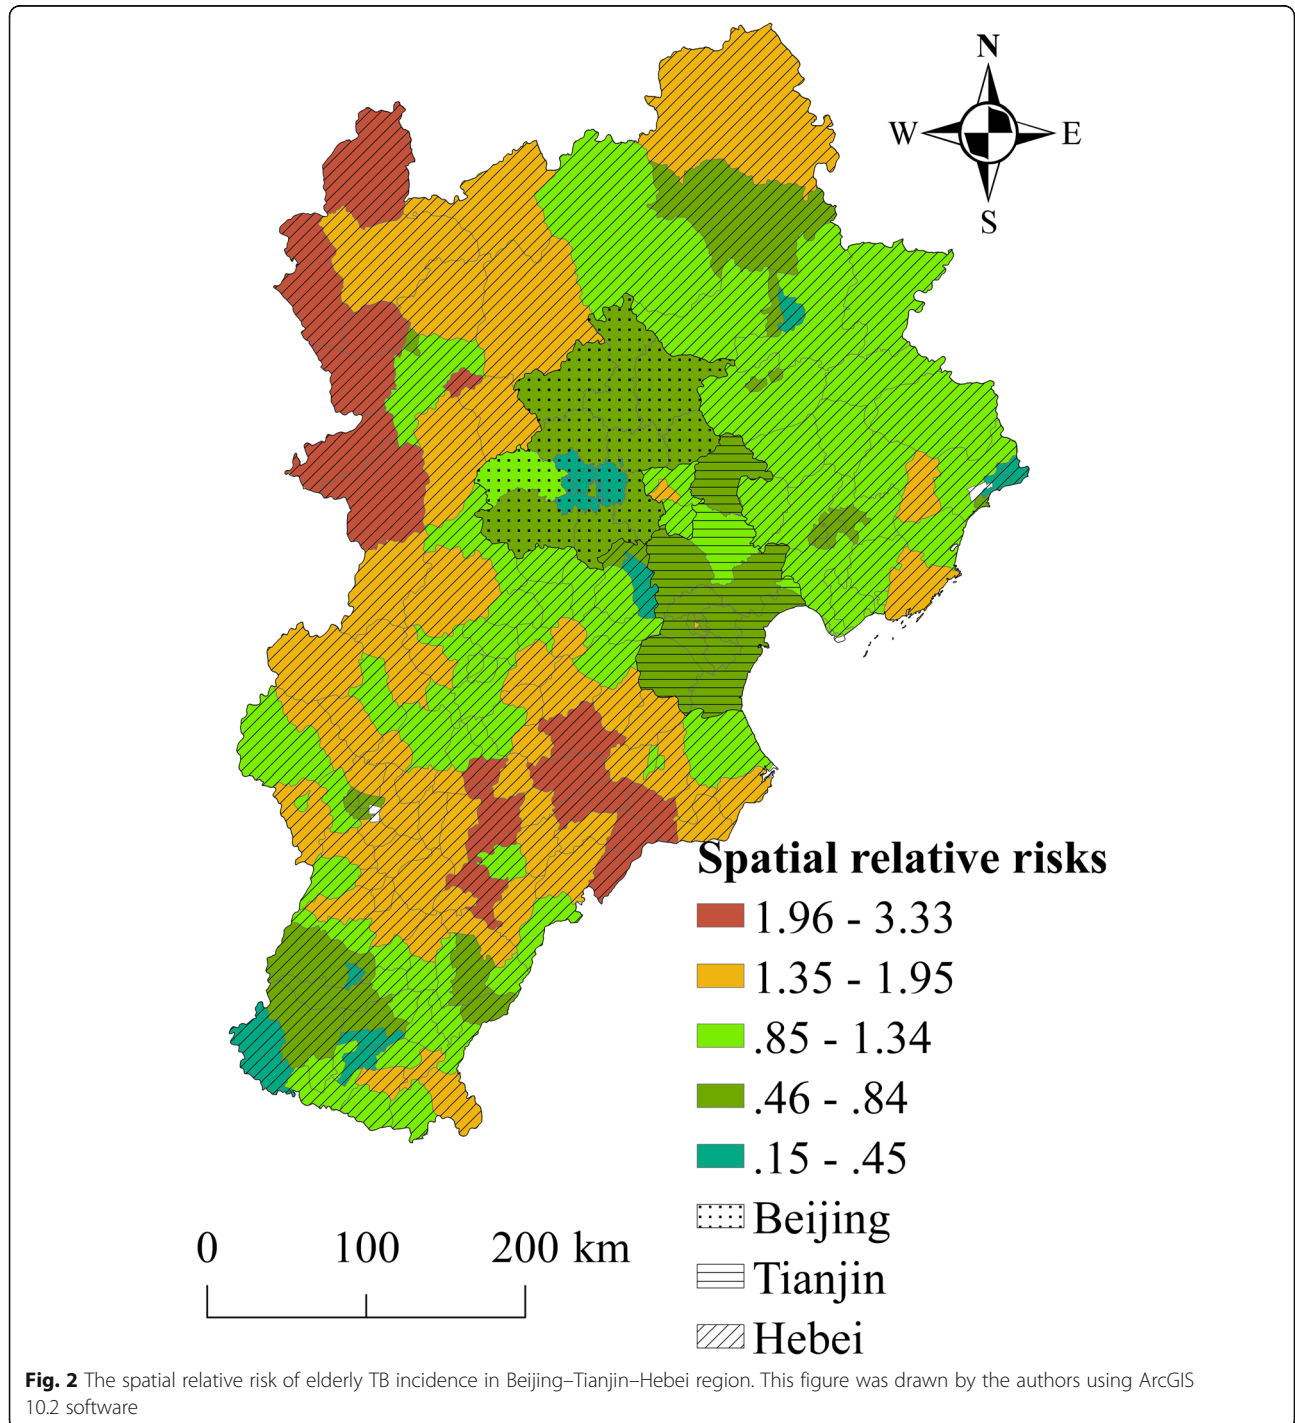 N
W E
S
Spatial relative risks
1.96 - 3.33
1.35 - 1.95
.85 - 1.34
.46 - .84
.15 - .45
Beijing
Tianjin
Hebei
0 100 200 km
Fig. 2 The spatial relative risk of elderly TB incidence in Beijing–Tianjin–Hebei region. This figure was drawn by the authors using ArcGIS
10.2 software